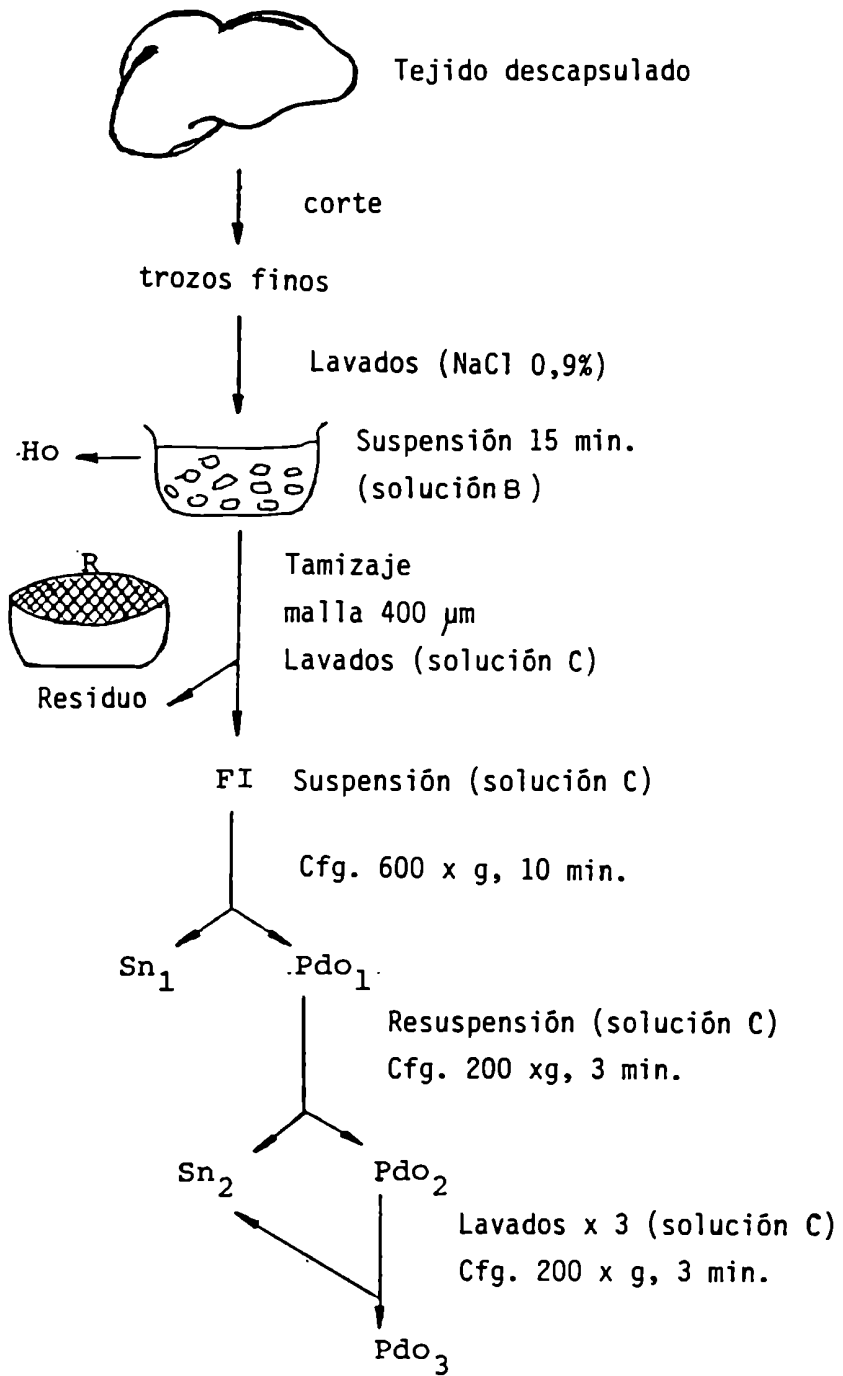 Tejido descapsulado
corte
trozos finos
Lavados (NaCl 0,9%)
Ho
Suspensión 15 min.
(solución B)
R
Tamizaje
malla 400 µm
Lavados (solución C)
Residuo
FI Suspensión (solución C)
Cfg. 600 x g, 10 min.
Sn₁ Pdo₁
Resuspensión (solución C)
Cfg. 200 xg, 3 min.
Sn₂ Pdo₂
Lavados x 3 (solución C)
Cfg. 200 x g, 3 min.
Pdo₃